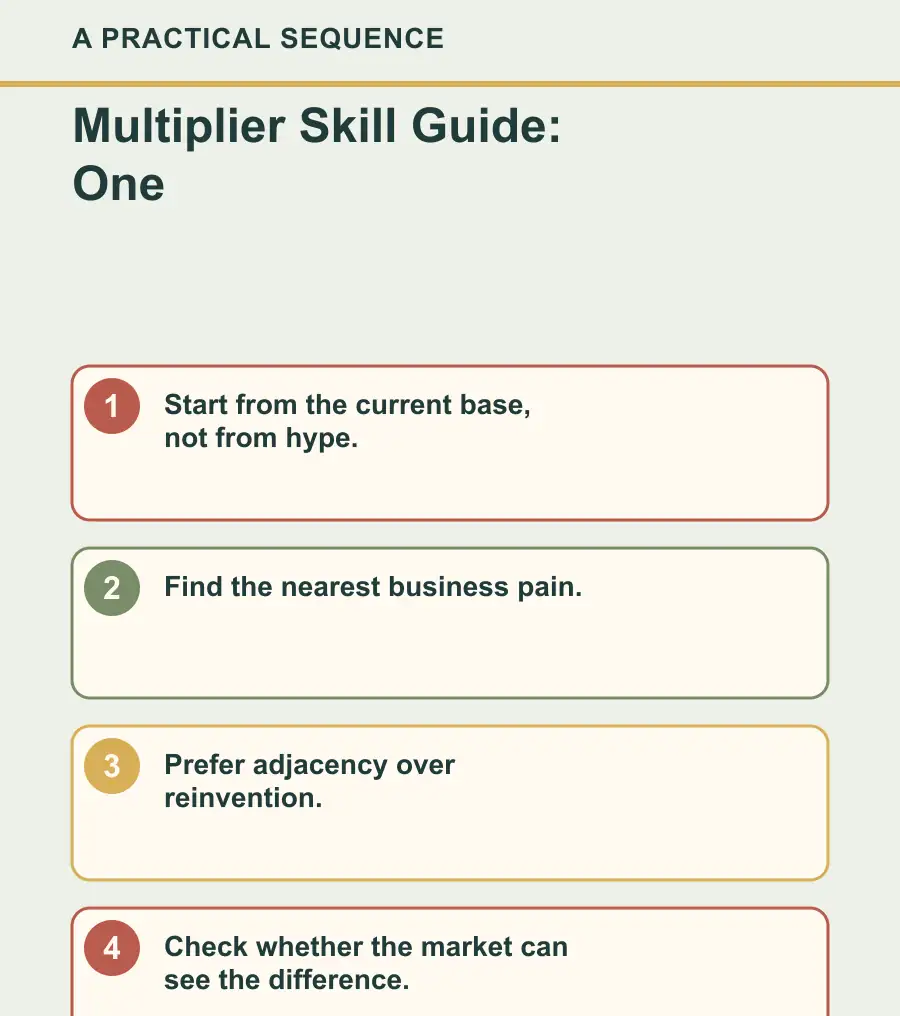 A PRACTICAL SEQUENCE
Multiplier Skill Guide:
One
1
Start from the current base,
not from hype.
2
Find the nearest business pain.
3
Prefer adjacency over
reinvention.
4
Check whether the market can
see the difference.